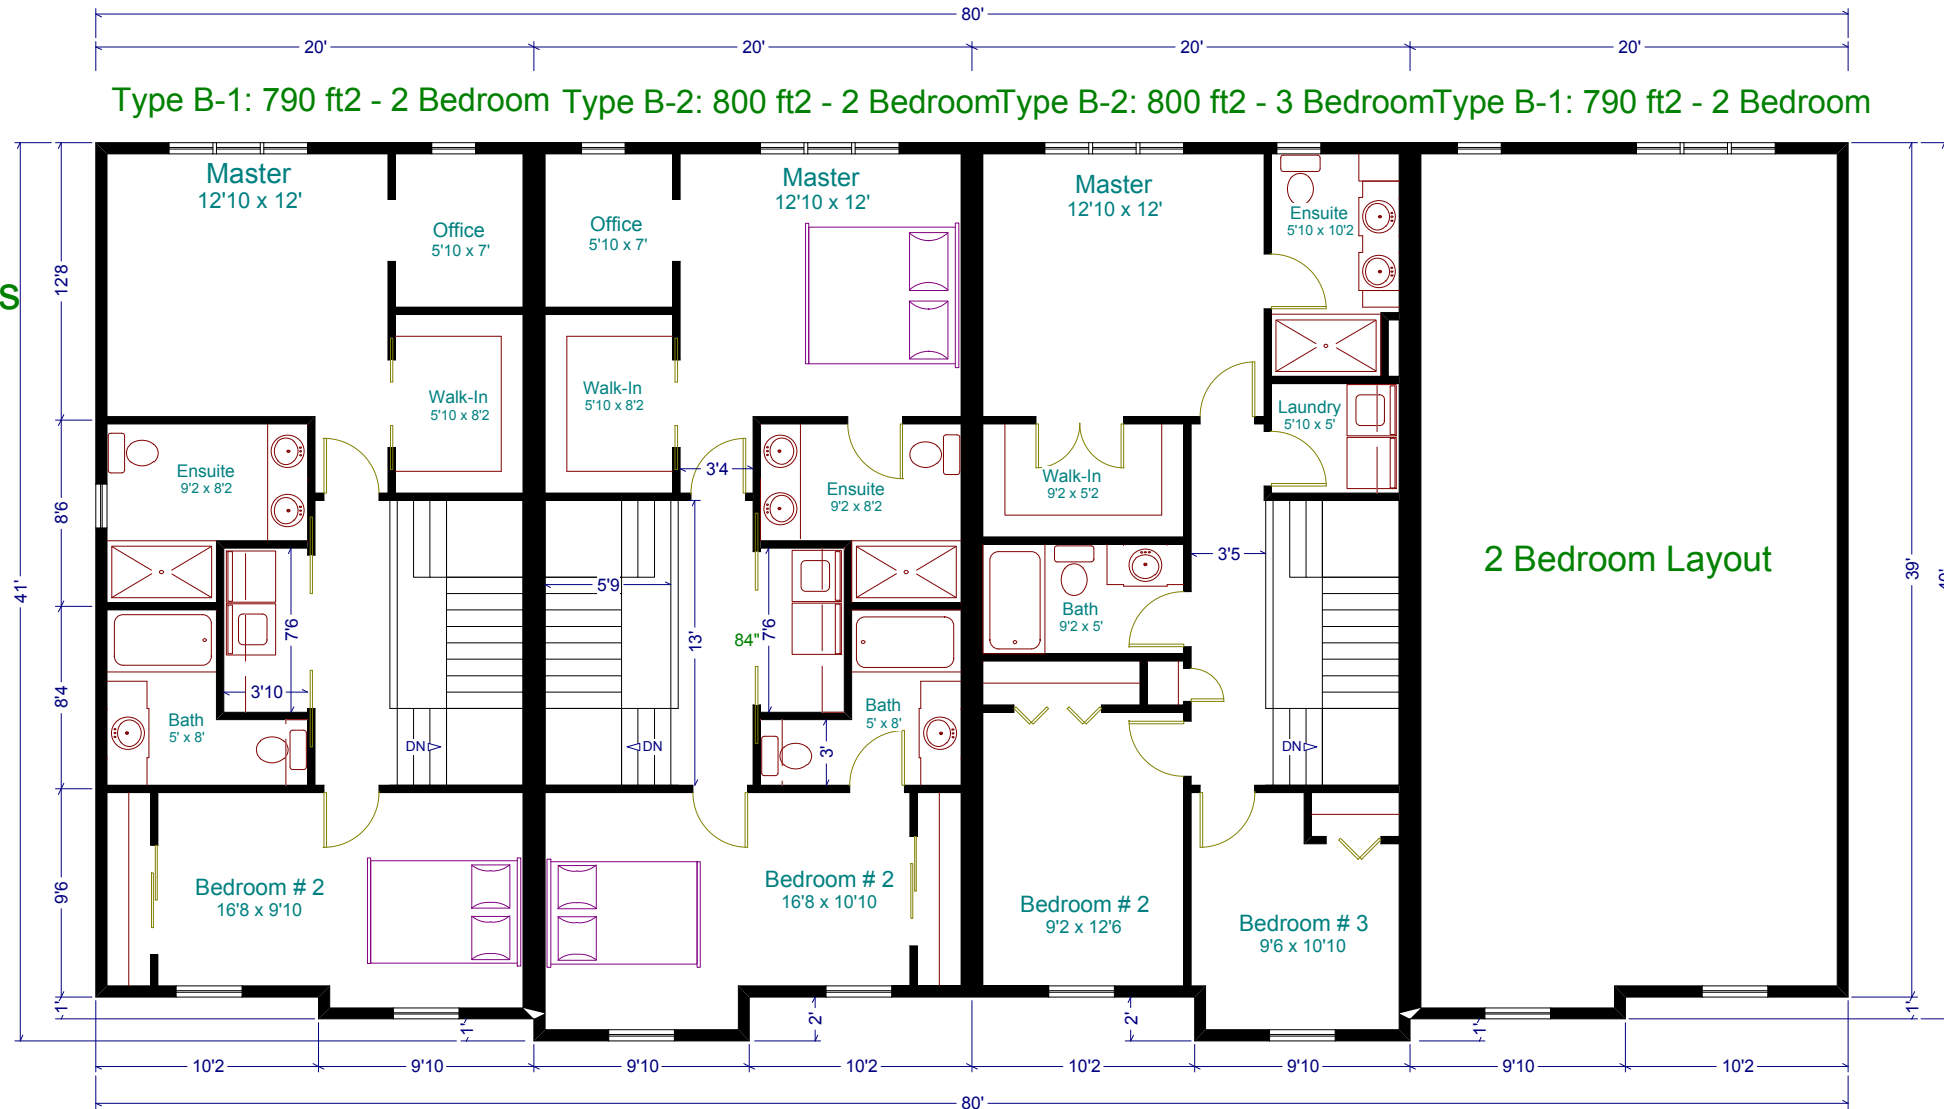 80'
20'
20'
20'
20'
Type B-1: 790 ft2 - 2 Bedroom
Type B-2: 800 ft2 - 2 Bedroom
Type B-2: 800 ft2 - 3 Bedroom
Type B-1: 790 ft2 - 2 Bedroom
s
41'
12'8
8'6
8'4
9'6
1'
Master
12'10 x 12'
Office
5'10 x 7'
Walk-In
5'10 x 8'2
Ensuite
9'2 x 8'2
7'6
3'10
Bath
5' x 8'
DN
Bedroom # 2
16'8 x 9'10
1'
Office
5'10 x 7'
Master
12'10 x 12'
Walk-In
5'10 x 8'2
3'4
Ensuite
9'2 x 8'2
5'9
13'
84"
7'6
Bath
5' x 8'
3'
DN
Bedroom # 2
16'8 x 10'10
2'
Master
12'10 x 12'
Ensuite
5'10 x 10'2
Laundry
5'10 x 5'
Walk-In
9'2 x 5'2
3'5
Bath
9'2 x 5'
DN
Bedroom # 2
9'2 x 12'6
Bedroom # 3
9'6 x 10'10
2'
1'
2 Bedroom Layout
39'
1'
10'2
9'10
9'10
10'2
10'2
9'10
9'10
10'2
80'